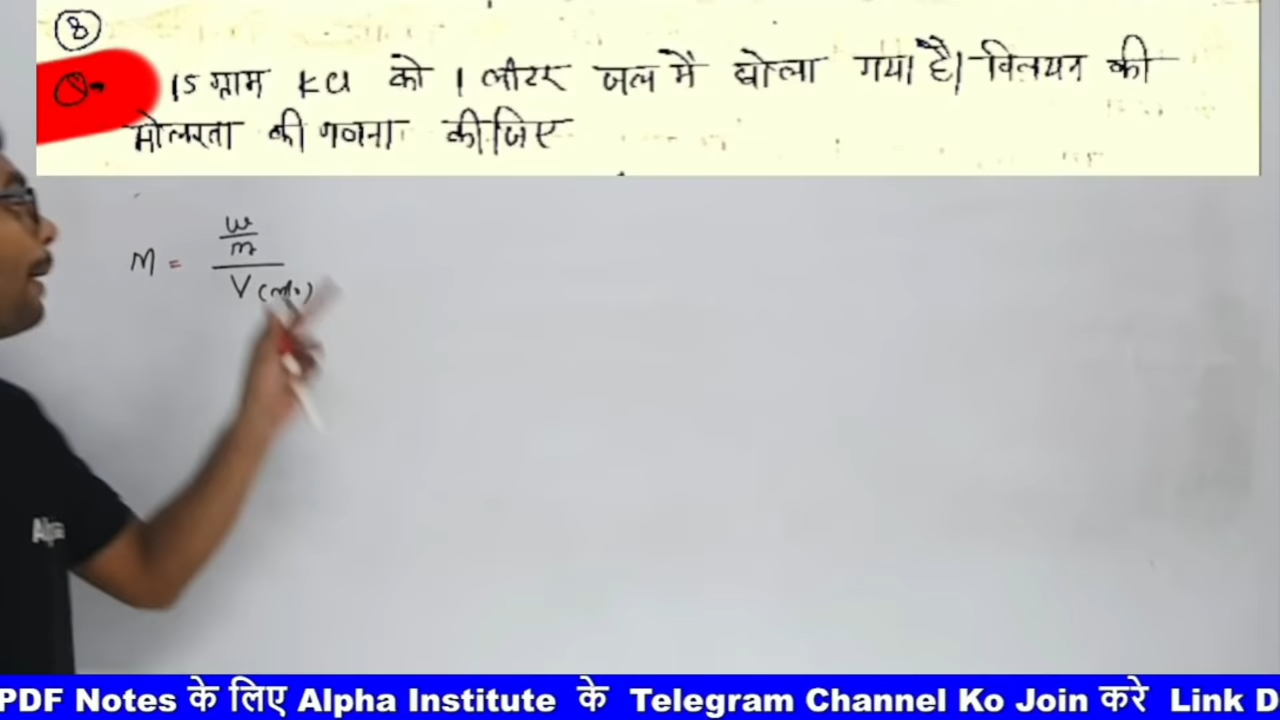 8
Q→ 15 ग्राम KCl को 1 लीटर जल में घोला गया है। विलयन की
मोलरता की गणना कीजिए
M = w/m
V (ml)
PDF Notes के लिए Alpha Institute के Telegram Channel Ko Join करे Link D